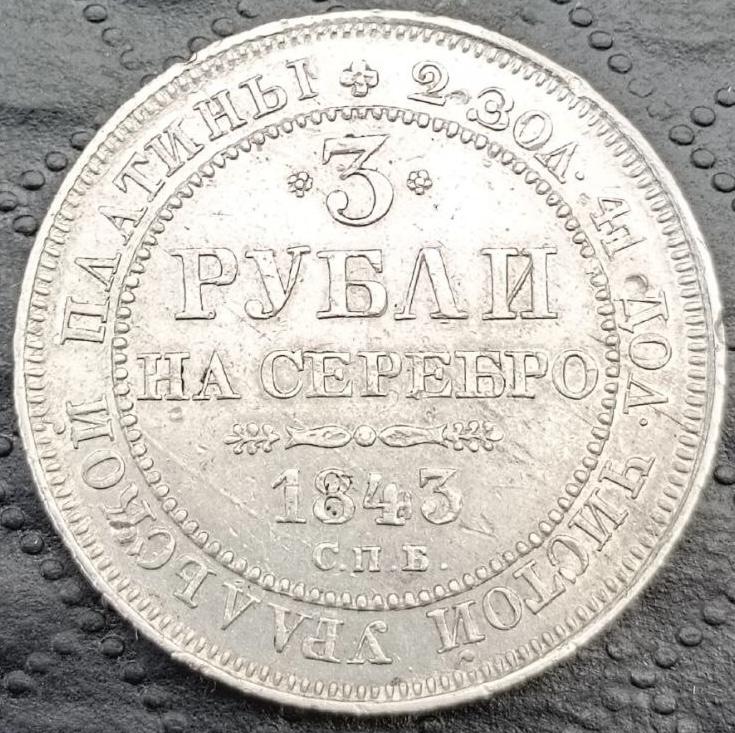 2·ЗОЛ. 41 ДОЛ. ЧИСТОЙ УРАЛЬСКОЙ ПЛАТИНЫ
3
РУБЛИ
НА СЕРЕБРО
1843
С.П.Б.